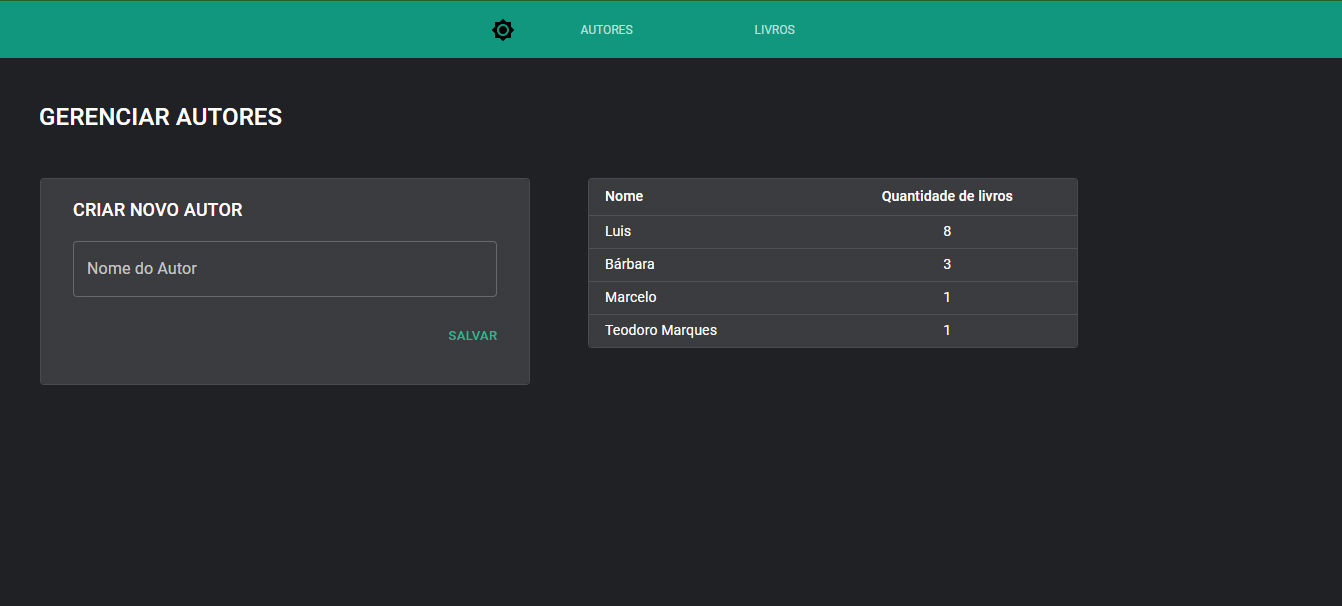 AUTORES LIVROS
GERENCIAR AUTORES
CRIAR NOVO AUTOR
Nome do Autor
SALVAR
Nome Quantidade de livros
Luis 8
Bárbara 3
Marcelo 1
Teodoro Marques 1